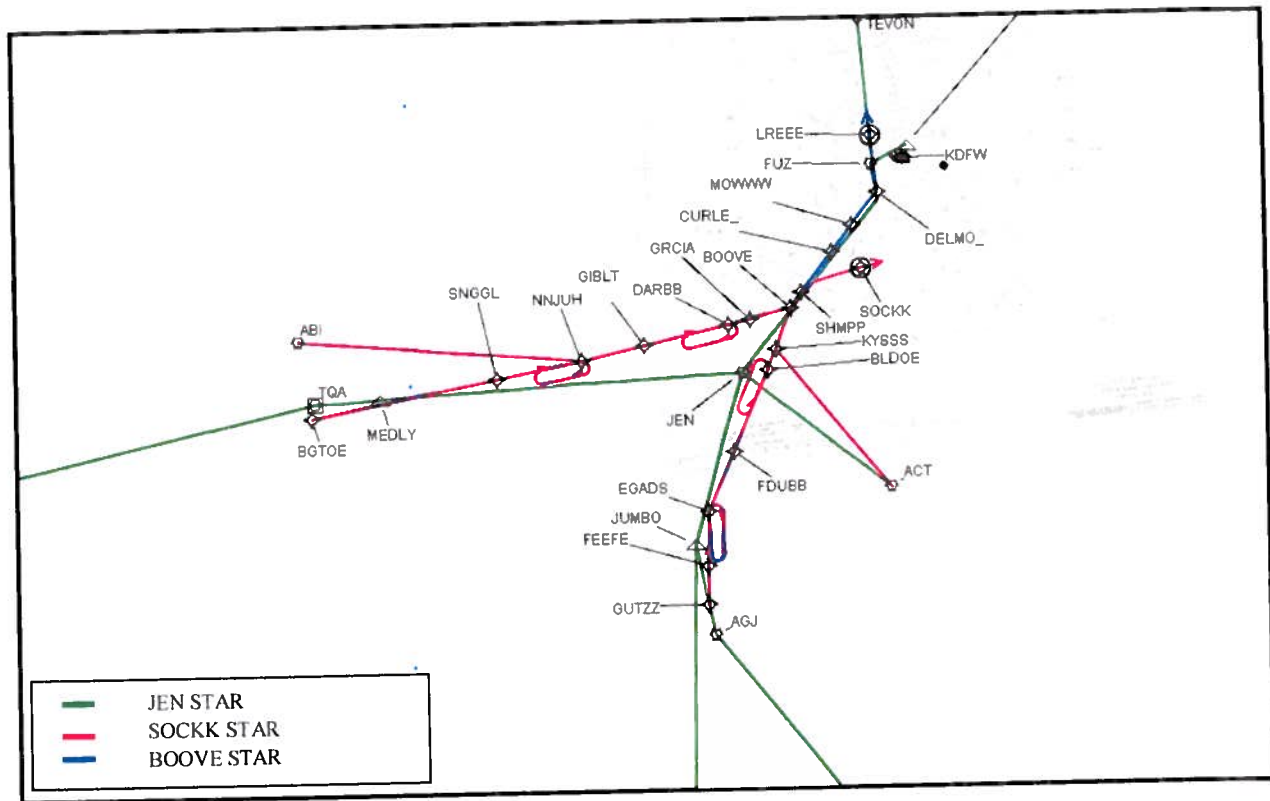 TEVON
LREEE
KDFW
FUZ
MOWWW
CURLE_
DELMO_
GRCIA
BOOVE
GIBLT
DARBB
SOCKK
SNGGL
NNJUH
SHMPP
ABI
KYSSS
BLDOE
TQA
JEN
MEDLY
BGTOE
ACT
FDUBB
EGADS
JUMBO
FEEFE
GUTZZ
AGJ
JEN STAR
SOCKK STAR
BOOVE STAR